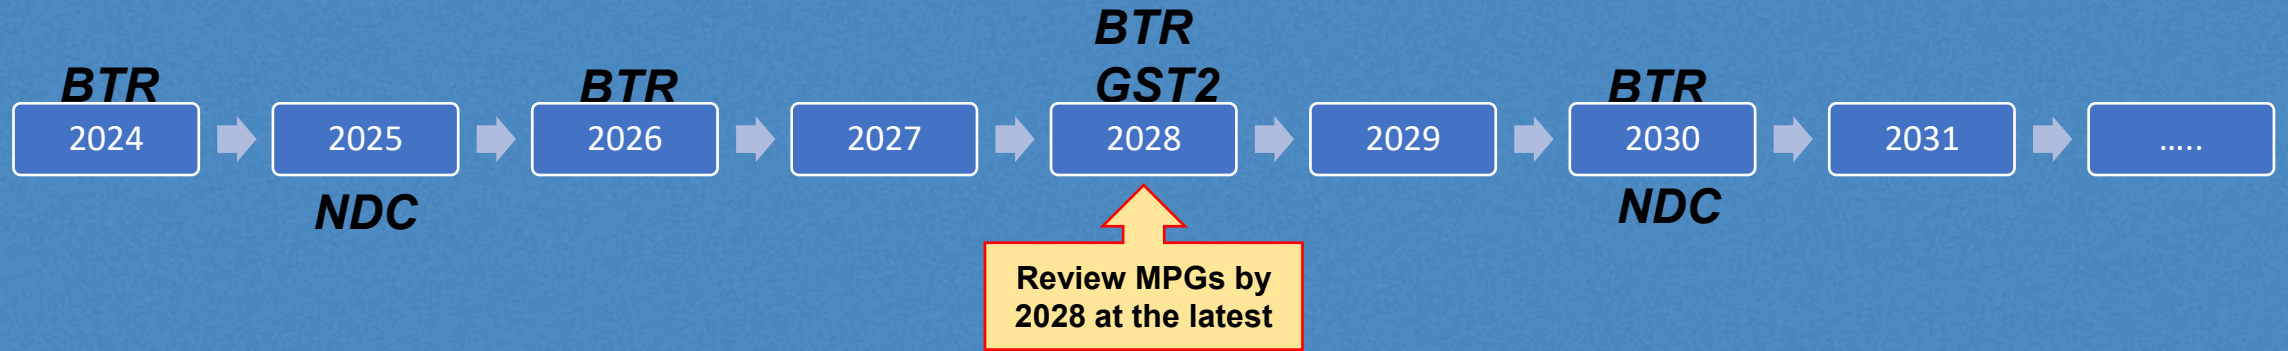 BTR
GST2
BTR
BTR
BTR
2024
2025
2026
2027
2028
2029
2030
2031
.....
NDC
NDC
Review MPGs by
2028 at the latest